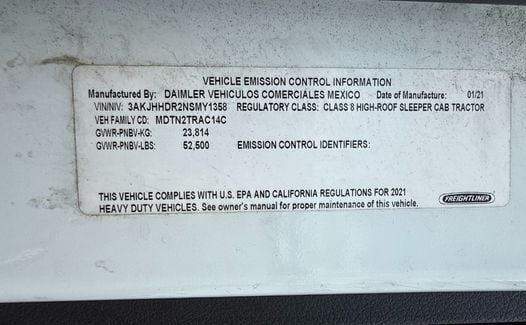 VEHICLE EMISSION CONTROL INFORMATION
Manufactured By: DAIMLER VEHICULOS COMERCIALES MEXICO Date of Manufacture: 01/21
VIN/NIV: 3AKJHHDR2NSMY1358 REGULATORY CLASS: CLASS 8 HIGH-ROOF SLEEPER CAB TRACTOR
VEH FAMILY CD: MDTN2TRAC14C
GVWR-PNBV-KG: 23,814
GVWR-PNBV-LBS: 52,500 EMISSION CONTROL IDENTIFIERS:
THIS VEHICLE COMPLIES WITH U.S. EPA AND CALIFORNIA REGULATIONS FOR 2021
HEAVY DUTY VEHICLES. See owner's manual for proper maintenance of this vehicle.
FREIGHTLINER